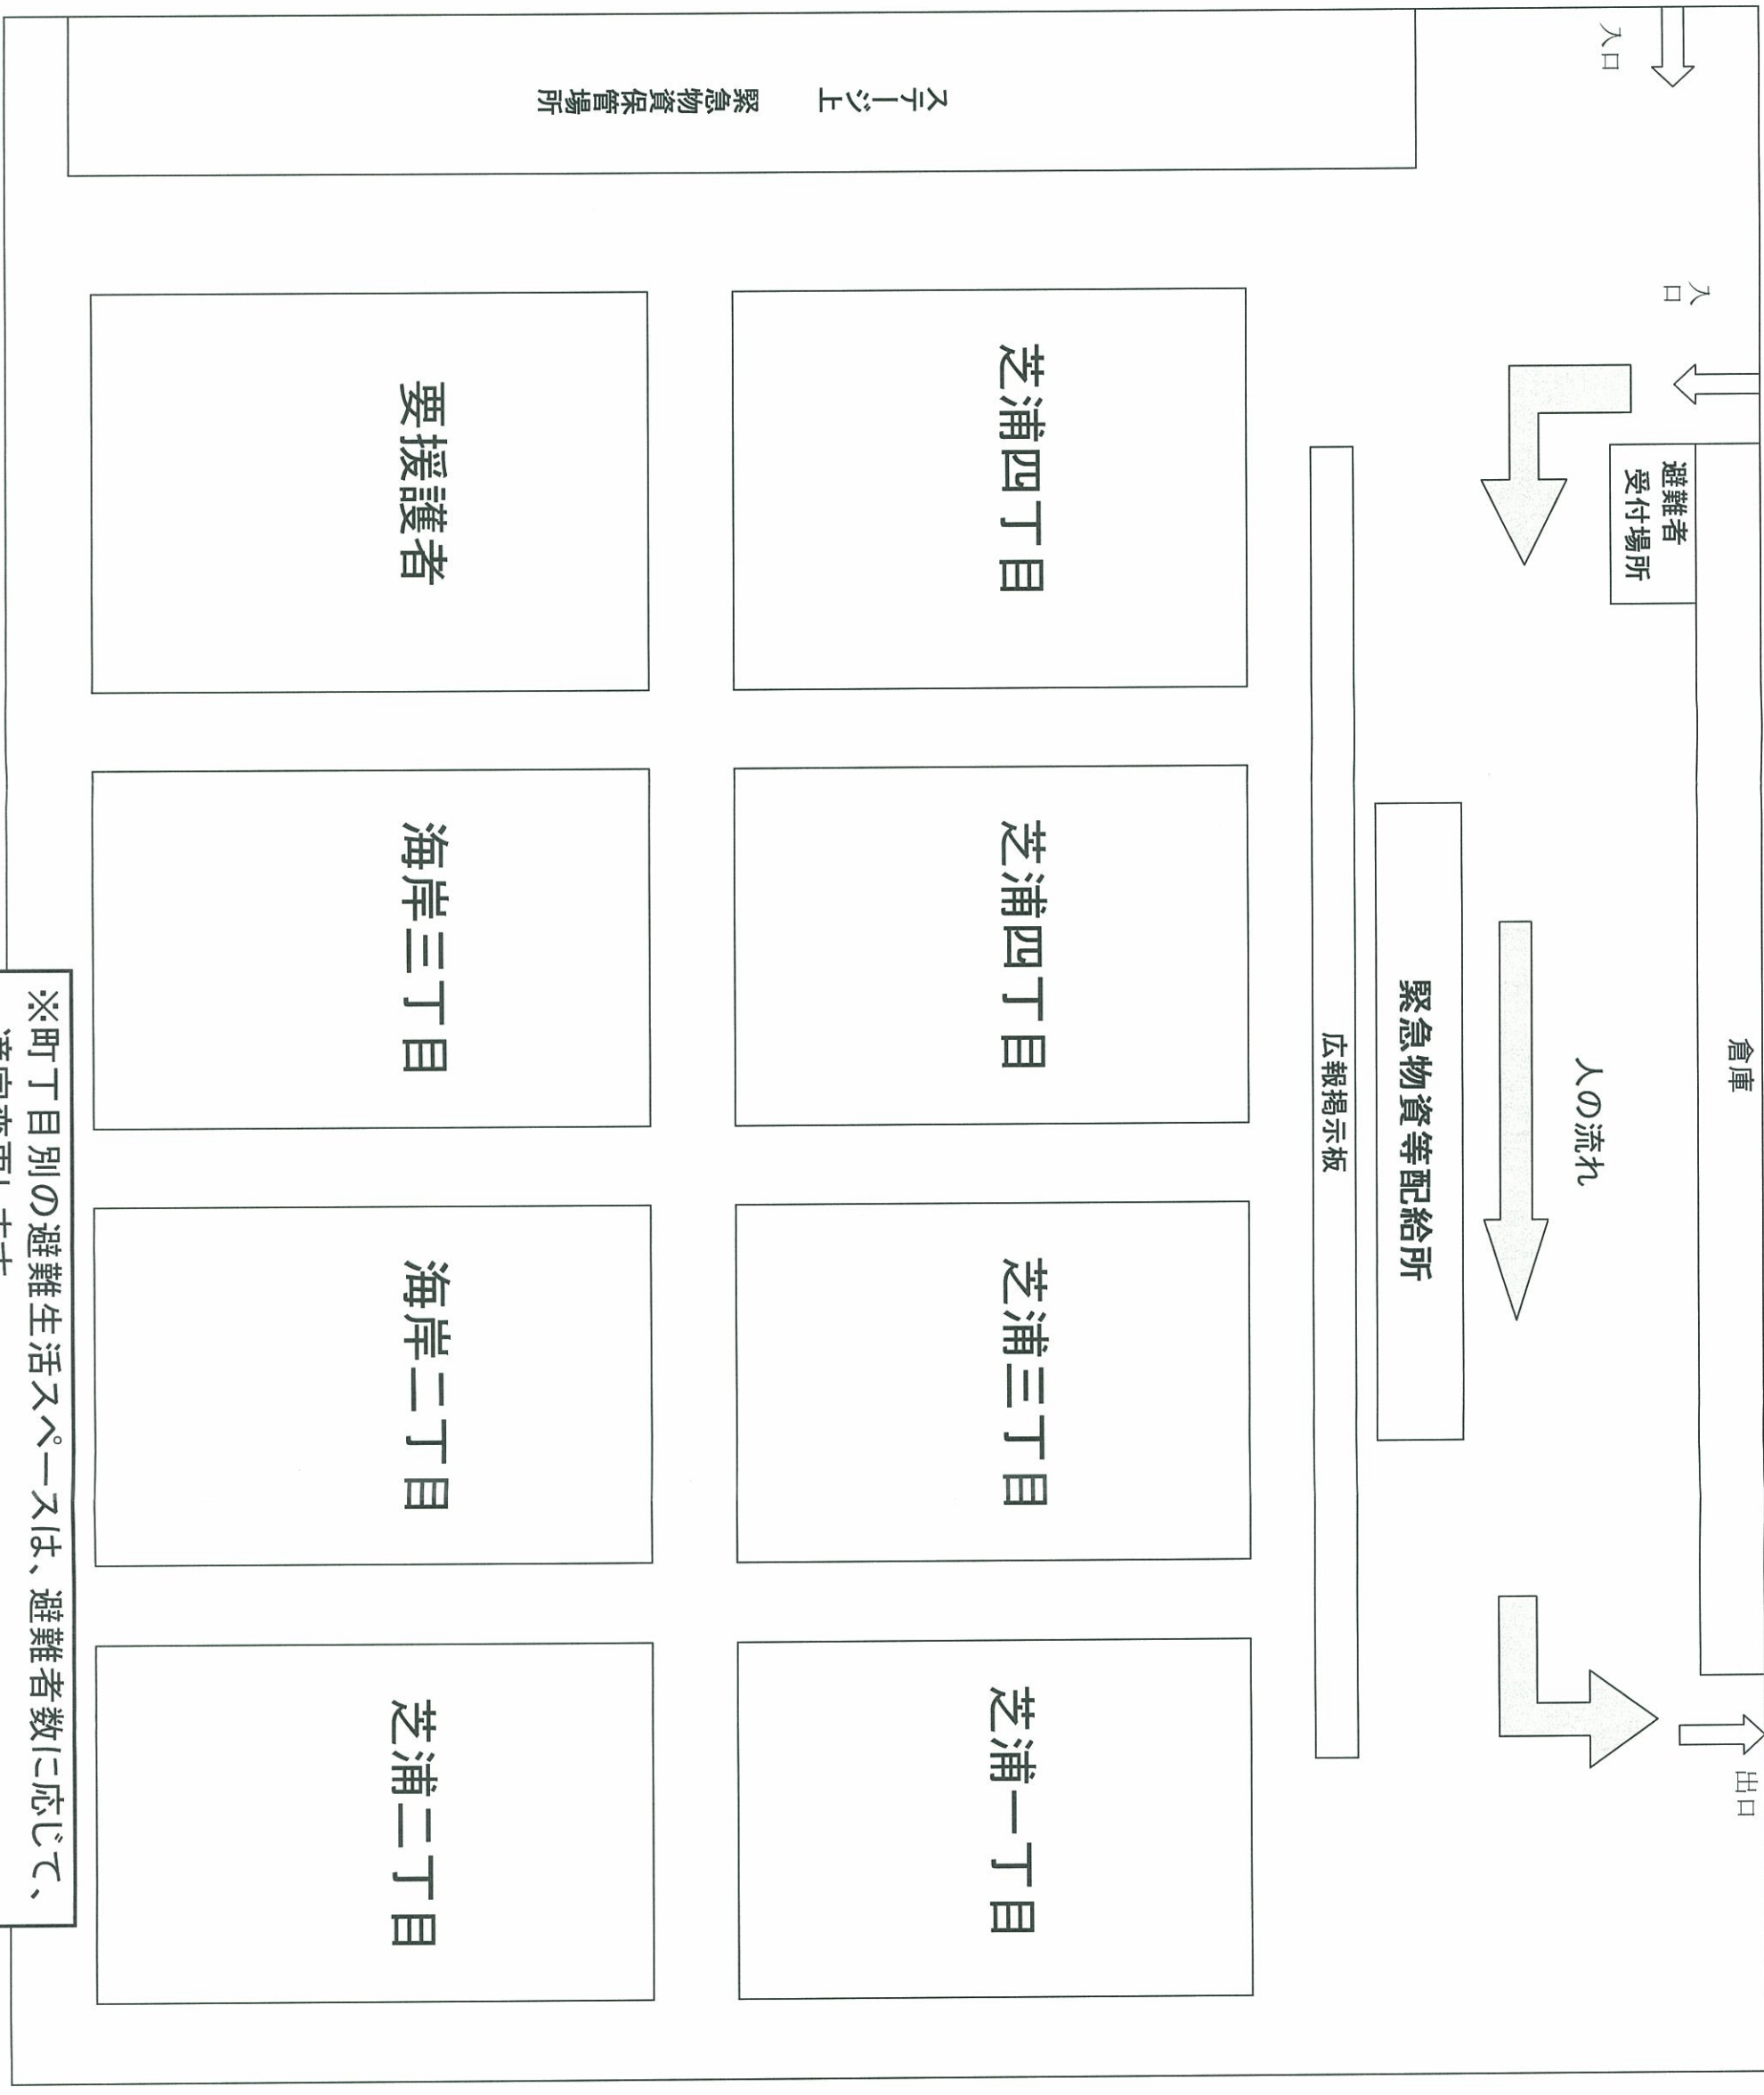 入口
入口
避難者
受付場所
倉庫
出口
人の流れ
緊急物資等配給所
広報掲示板
ステージ上 緊急物資保管場所
芝浦四丁目
芝浦四丁目
芝浦三丁目
芝浦一丁目
要援護者
海岸三丁目
海岸二丁目
芝浦二丁目
※町丁目別の避難生活スペースは、避難者数に応じて、